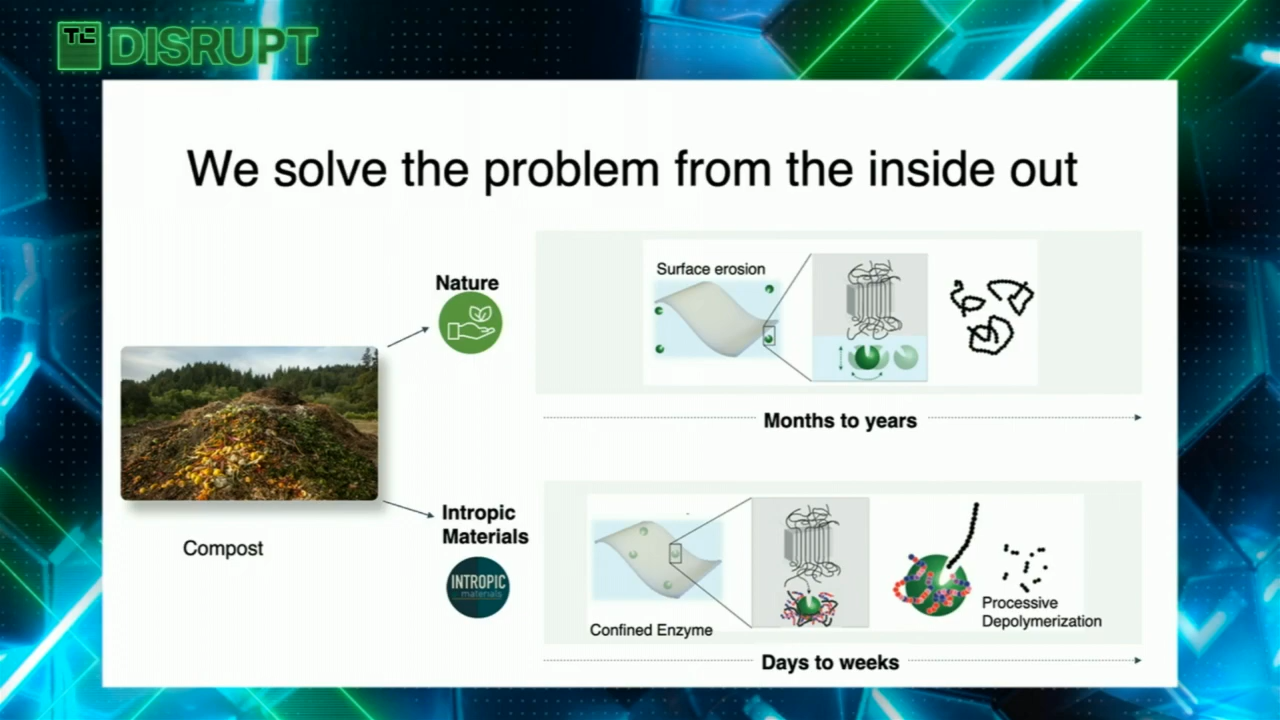 TC DISRUPT
We solve the problem from the inside out
Nature
Surface erosion
Months to years
Compost
Intropic
Materials
INTROPIC
materials
Confined Enzyme
Processive
Depolymerization
Days to weeks